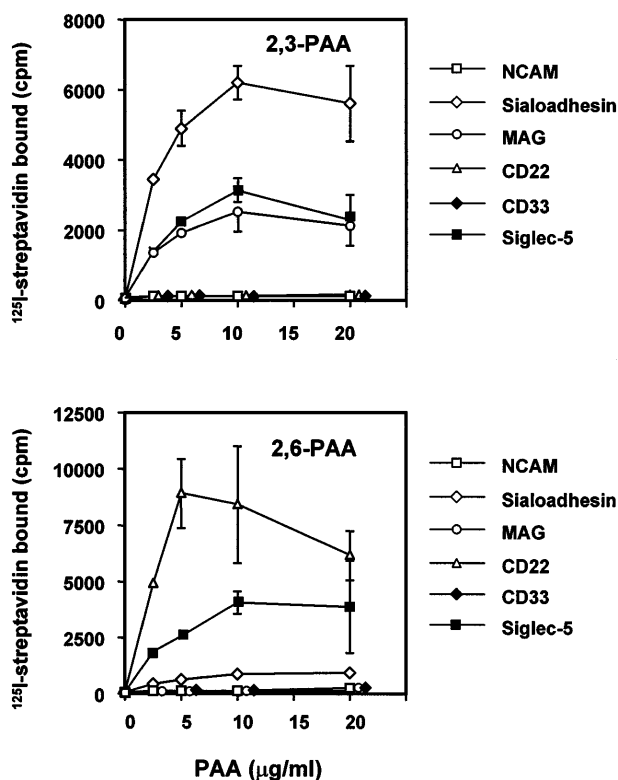 8000
6000
4000
2000
0
0 5 10 15 20
¹²⁵I-streptavidin bound (cpm)
2,3-PAA
NCAM
Sialoadhesin
MAG
CD22
CD33
Siglec-5
12500
10000
7500
5000
2500
0
0 5 10 15 20
¹²⁵I-streptavidin bound (cpm)
2,6-PAA
NCAM
Sialoadhesin
MAG
CD22
CD33
Siglec-5
PAA (μg/ml)